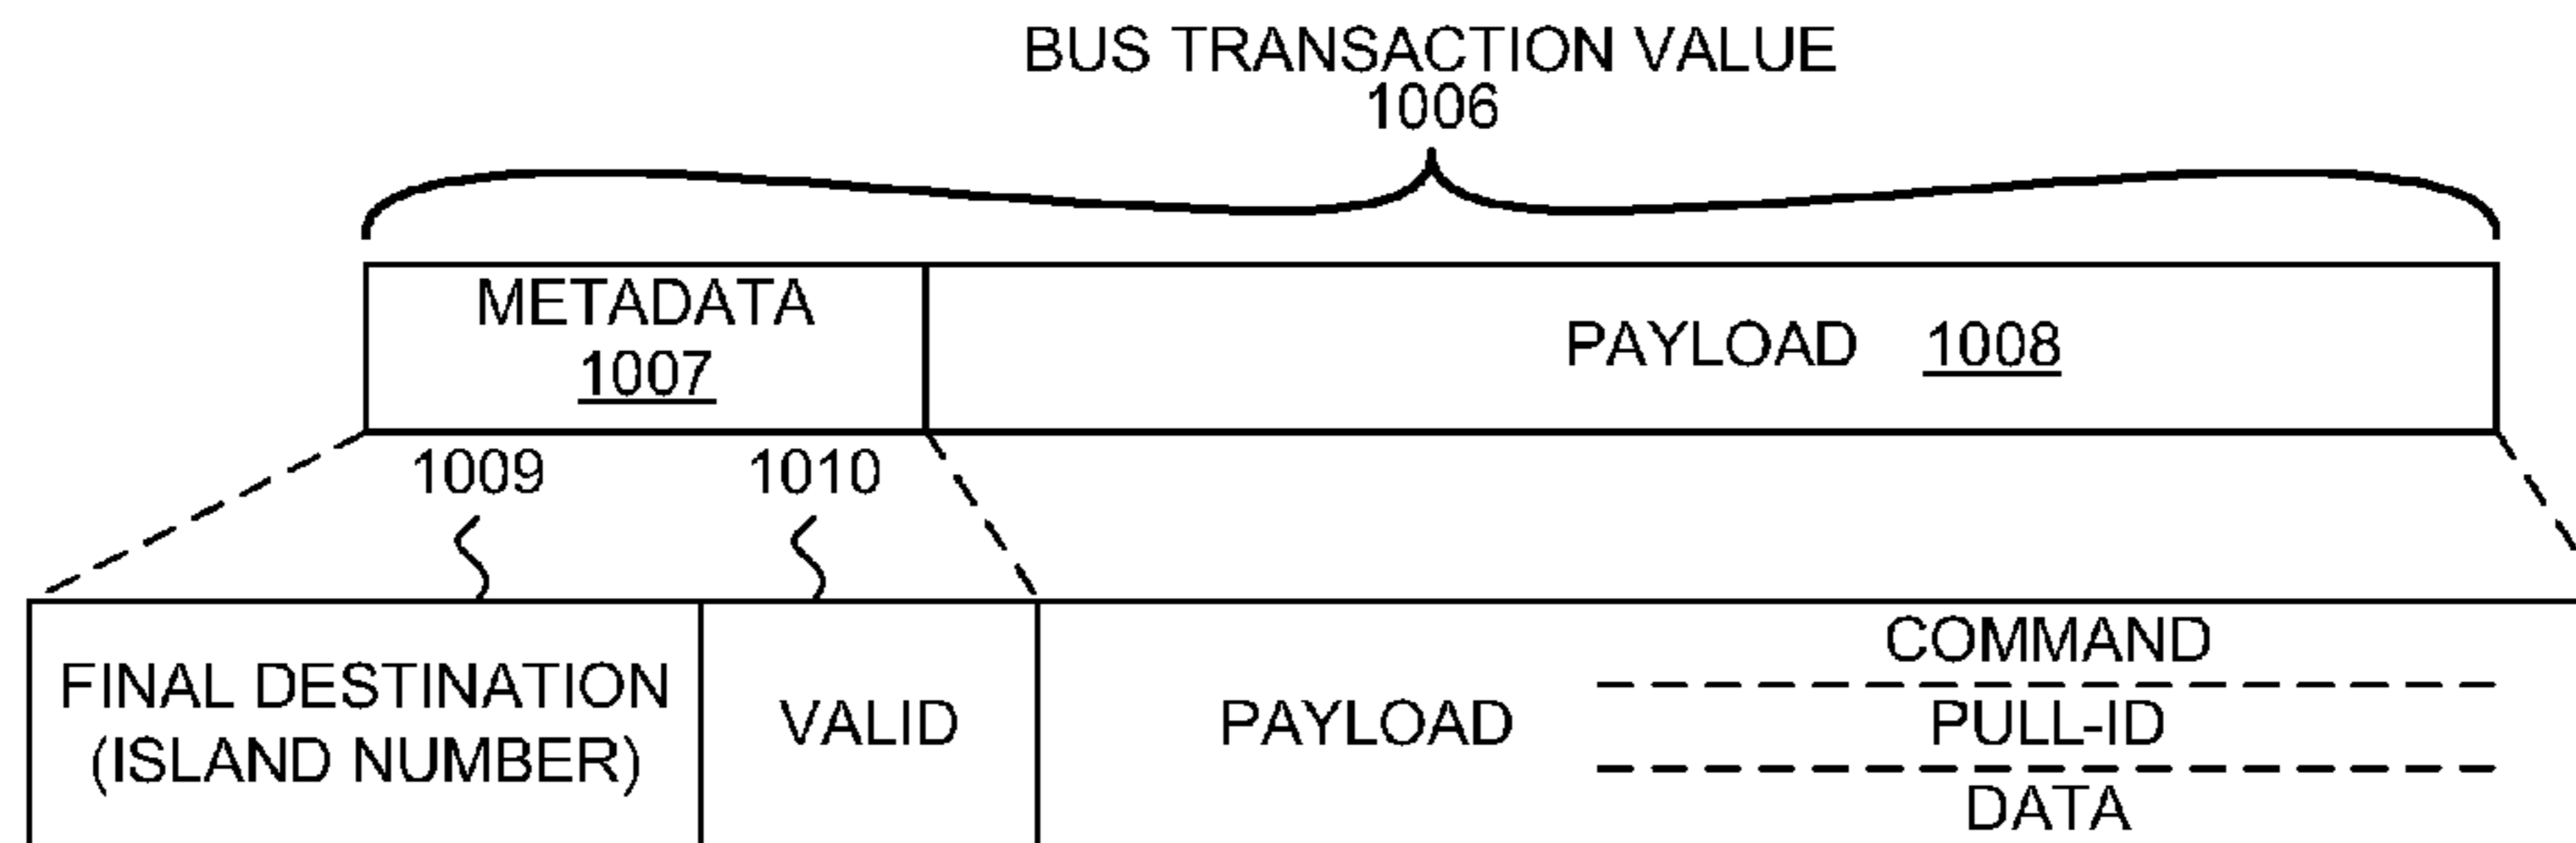 BUS TRANSACTION VALUE
1006
METADATA
1007
PAYLOAD 1008
1009
1010
FINAL DESTINATION
(ISLAND NUMBER)
VALID
PAYLOAD
COMMAND
PULL-ID
DATA